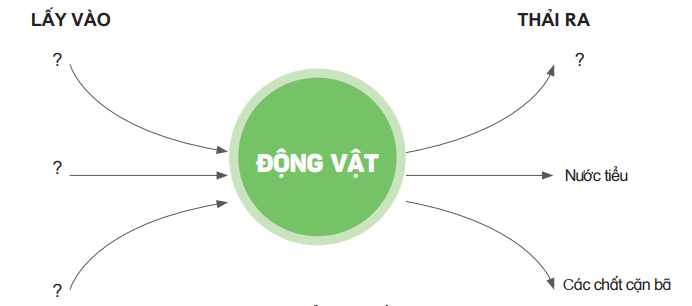 LẤY VÀO
THẢI RA
?
?
?
ĐỘNG VẬT
Nước tiểu
?
Các chất cặn bã